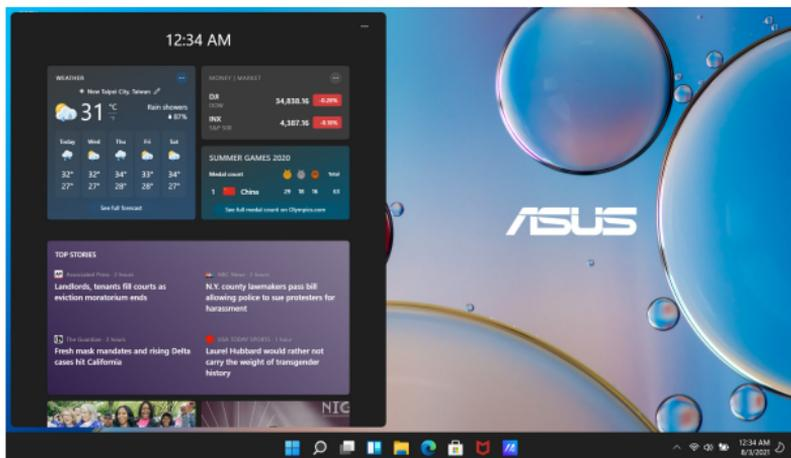 12:34 AM
WEATHER
New Taipei City, Taiwan
31 °C
°F
Rain showers
87%
Today Wed Thu Fri Sat
32° 32° 34° 33° 34°
27° 27° 28° 28° 27°
See full forecast
MONEY | MARKET
DJI
DOW
34,838.16 -0.28%
INX
S&P 500
4,387.16 -0.18%
SUMMER GAMES 2020
Medal count Total
1 China 29 18 16 63
See full medal count on Olympics.com
TOP STORIES
Associated Press · 2 hours
Landlords, tenants fill courts as
eviction moratorium ends
NBC News · 2 hours
N.Y. county lawmakers pass bill
allowing police to sue protesters for
harassment
The Guardian · 2 hours
Fresh mask mandates and rising Delta
cases hit California
USA TODAY SPORTS · 1 hour
Laurel Hubbard would rather not
carry the weight of transgender
history
NIC
ASUS
12:34 AM
8/3/2021